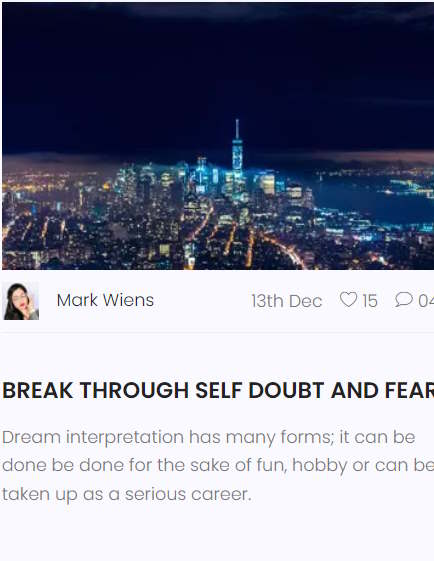 Mark Wiens 13th Dec 15 04
BREAK THROUGH SELF DOUBT AND FEAR
Dream interpretation has many forms; it can be
done be done for the sake of fun, hobby or can be
taken up as a serious career.